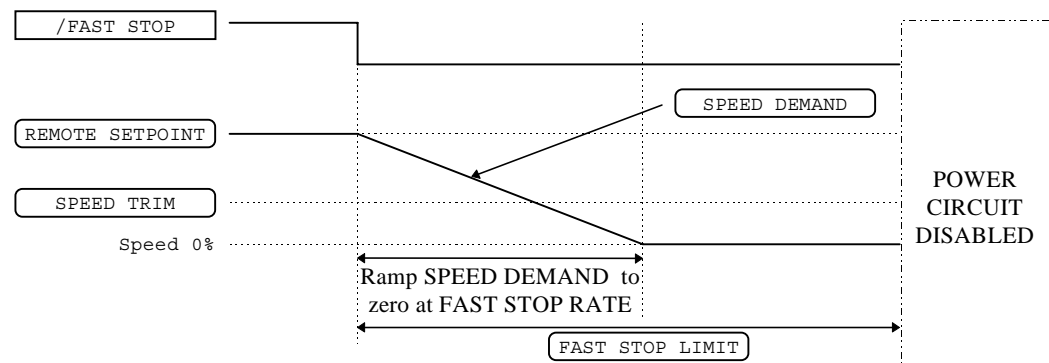 /FAST STOP
SPEED DEMAND
REMOTE SETPOINT
SPEED TRIM
POWER
CIRCUIT
DISABLED
Speed 0%
Ramp SPEED DEMAND to
zero at FAST STOP RATE
FAST STOP LIMIT